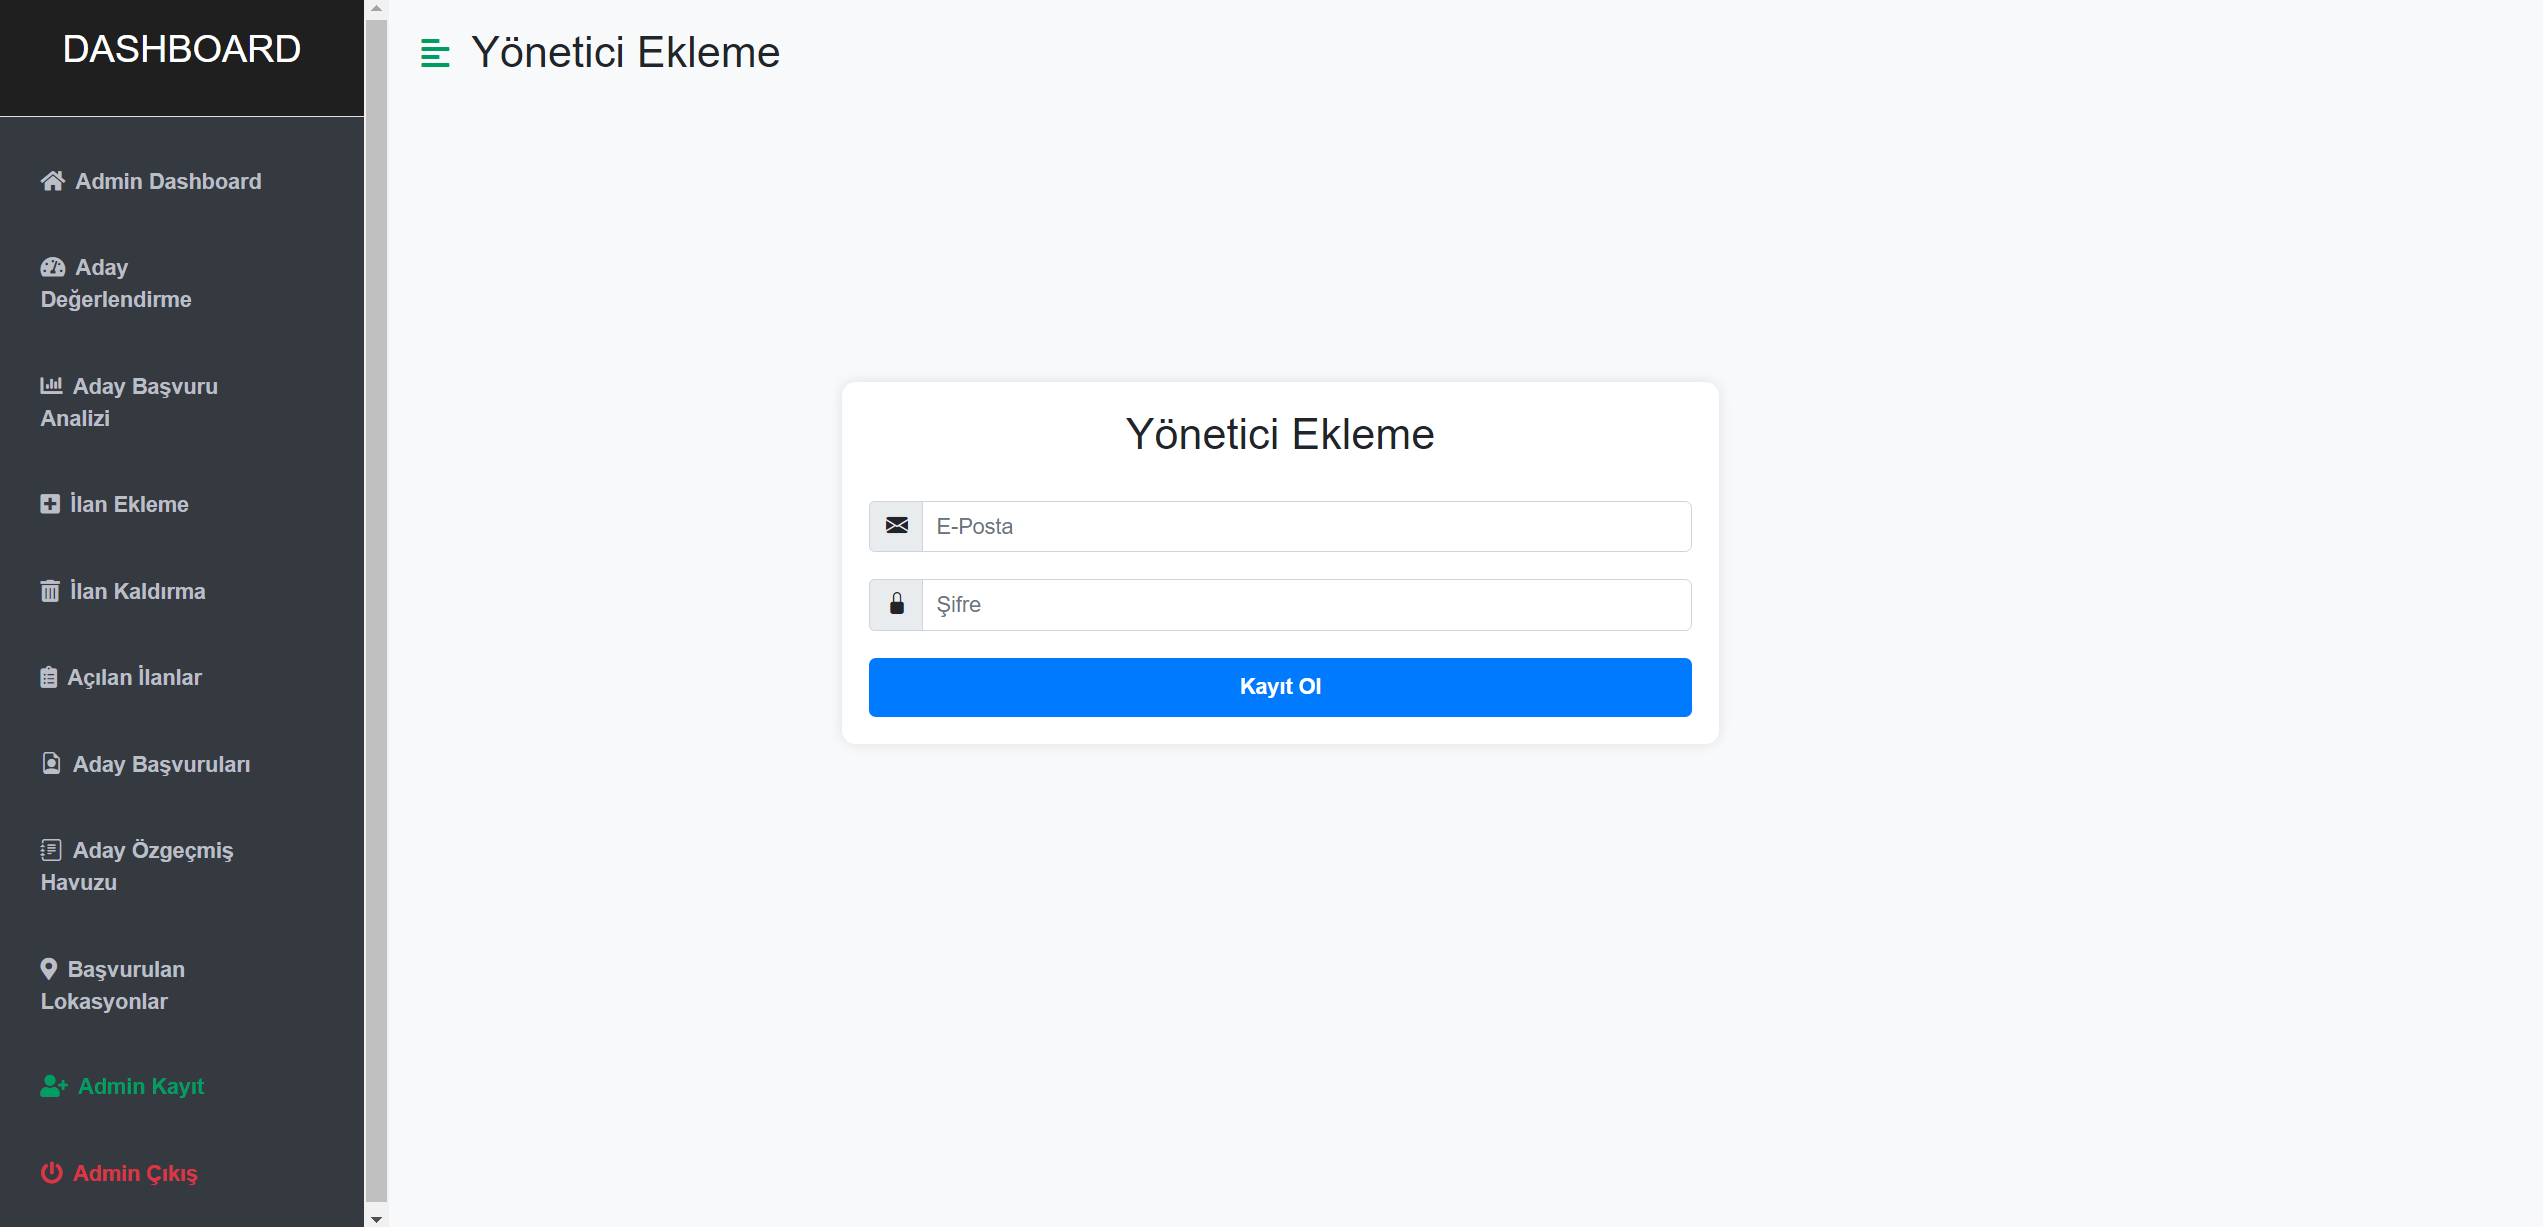 DASHBOARD
Admin Dashboard
Aday
Değerlendirme
Aday Başvuru
Analizi
İlan Ekleme
İlan Kaldırma
Açılan İlanlar
Aday Başvuruları
Aday Özgeçmiş
Havuzu
Başvurulan
Lokasyonlar
Admin Kayıt
Admin Çıkış
Yönetici Ekleme
Yönetici Ekleme
E-Posta
Şifre
Kayıt Ol